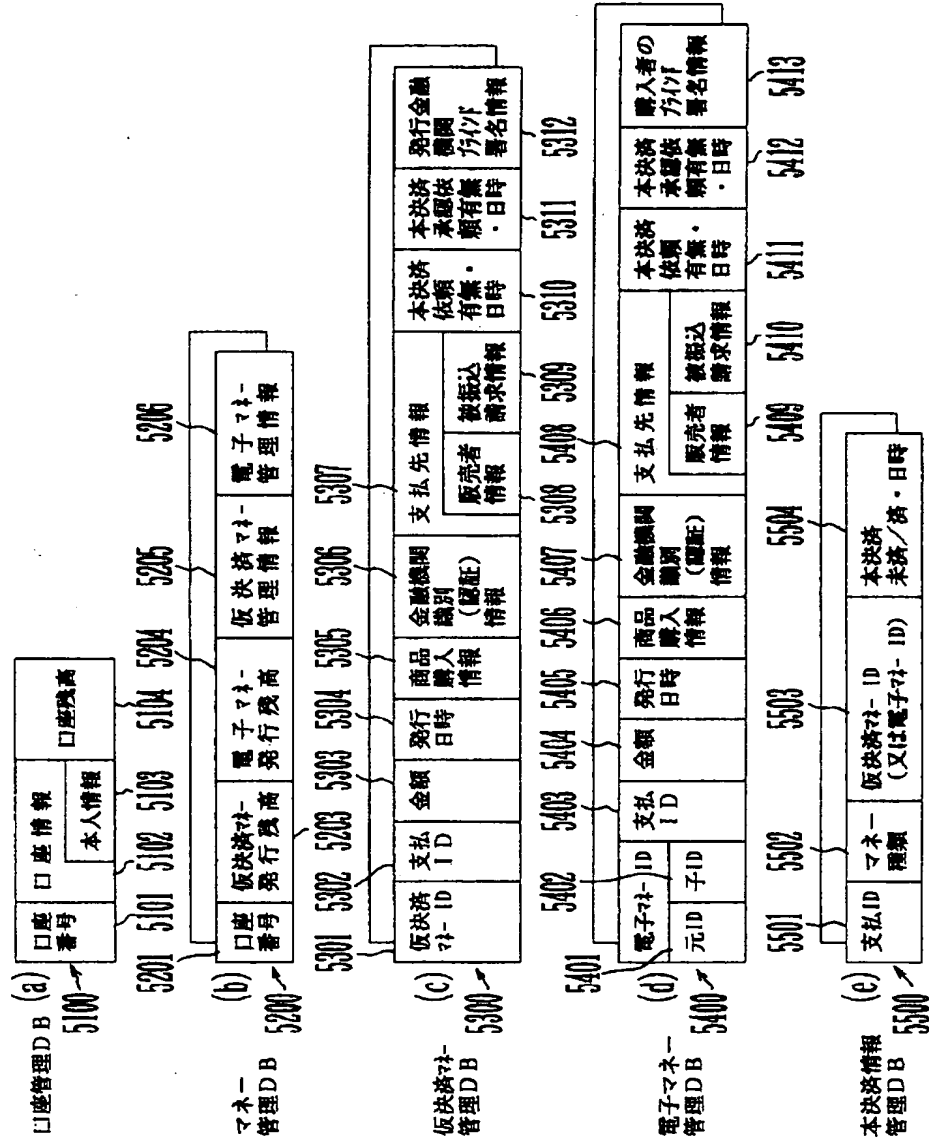 口座管理DB (a)
5100
口座
番号
5101
口座情報
5102
本人情報
5103
口座残高
5104
マネー
管理DB
(b)
5200
口座
番号
5201
仮決済マネー
発行残高
5203
電子マネー
発行残高
5204
仮決済マネー
管理情報
5205
電子マネー
管理情報
5206
仮決済マネー
管理DB
(c)
5300
仮決済
マネーID
5301
支払
ID
5302
金額
5303
発行
日時
5304
商品
購入
情報
5305
金融機関
識別
(認証)
情報
5306
支払先情報
5307
販売者
情報
5308
被振込
請求情報
5309
本決済
依頼
有無・
日時
5310
本決済
承認依
頼有無
・日時
5311
発行金融
機関
ブラインド
署名情報
5312
電子マネー
管理DB
(d)
5400
電子マネーID
元ID
5401
子ID
5402
支払
ID
5403
金額
5404
発行
日時
5405
商品
購入
情報
5406
金融機関
識別
(認証)
情報
5407
支払先情報
5408
販売者
情報
5409
被振込
請求情報
5410
本決済
依頼
有無・
日時
5411
本決済
承認依
頼有無
・日時
5412
購入者の
ブラインド
署名情報
5413
本決済情報
管理DB
(e)
5500
支払ID
5501
マネー
種類
5502
仮決済マネーID
(又は電子マネーID)
5503
本決済
未済/済・日時
5504